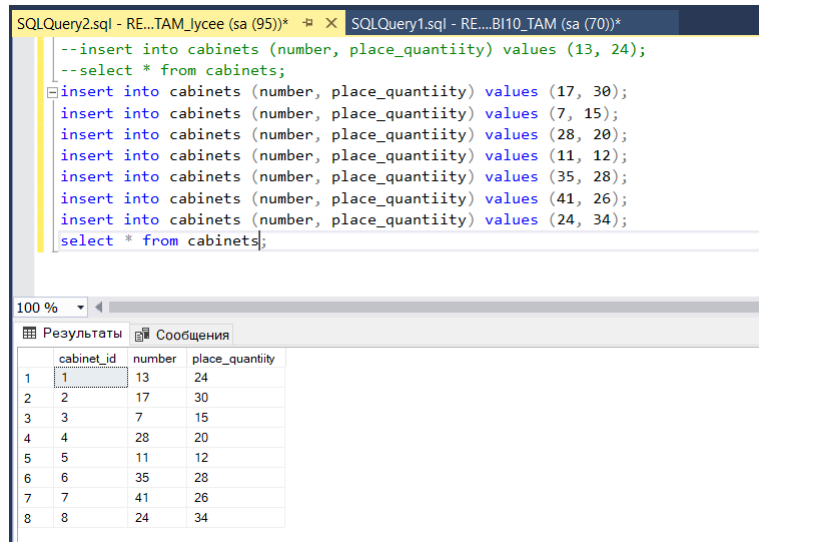 SQLQuery2.sql - RE...TAM_lycee (sa (95))* SQLQuery1.sql - RE....BI10_TAM (sa (70))*
--insert into cabinets (number, place_quantiity) values (13, 24);
--select * from cabinets;
insert into cabinets (number, place_quantiity) values (17, 30);
insert into cabinets (number, place_quantiity) values (7, 15);
insert into cabinets (number, place_quantiity) values (28, 20);
insert into cabinets (number, place_quantiity) values (11, 12);
insert into cabinets (number, place_quantiity) values (35, 28);
insert into cabinets (number, place_quantiity) values (41, 26);
insert into cabinets (number, place_quantiity) values (24, 34);
select * from cabinets;
100 %
Результаты Сообщения
cabinet_id number place_quantiity
1 1 13 24
2 2 17 30
3 3 7 15
4 4 28 20
5 5 11 12
6 6 35 28
7 7 41 26
8 8 24 34